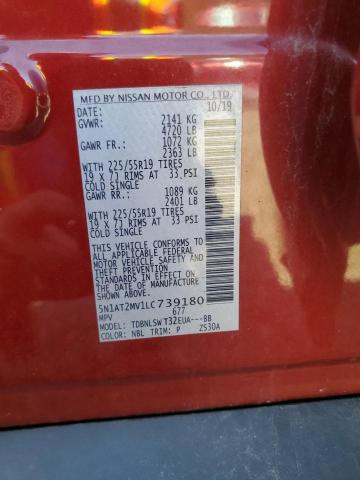 MFD BY NISSAN MOTOR CO., LTD.
DATE: 10/19
GVWR: 2141 KG
4720 LB
GAWR FR.: 1072 KG
2363 LB
WITH 225/55R19 TIRES
19 X 7J RIMS AT 33 PSI
COLD SINGLE
GAWR RR.: 1089 KG
2401 LB
WITH 225/55R19 TIRES
19 X 7J RIMS AT 33 PSI
COLD SINGLE
THIS VEHICLE CONFORMS TO
ALL APPLICABLE FEDERAL
MOTOR VEHICLE SAFETY
STANDARDS IN EFFECT ON
THE DATE OF MANUFACTURE
SHOWN ABOVE.
5N1AT2MV1LC739180
MPV 677
MODEL: TDBNLSW T32EUA---BB
COLOR: NBL TRIM: P ZS30A